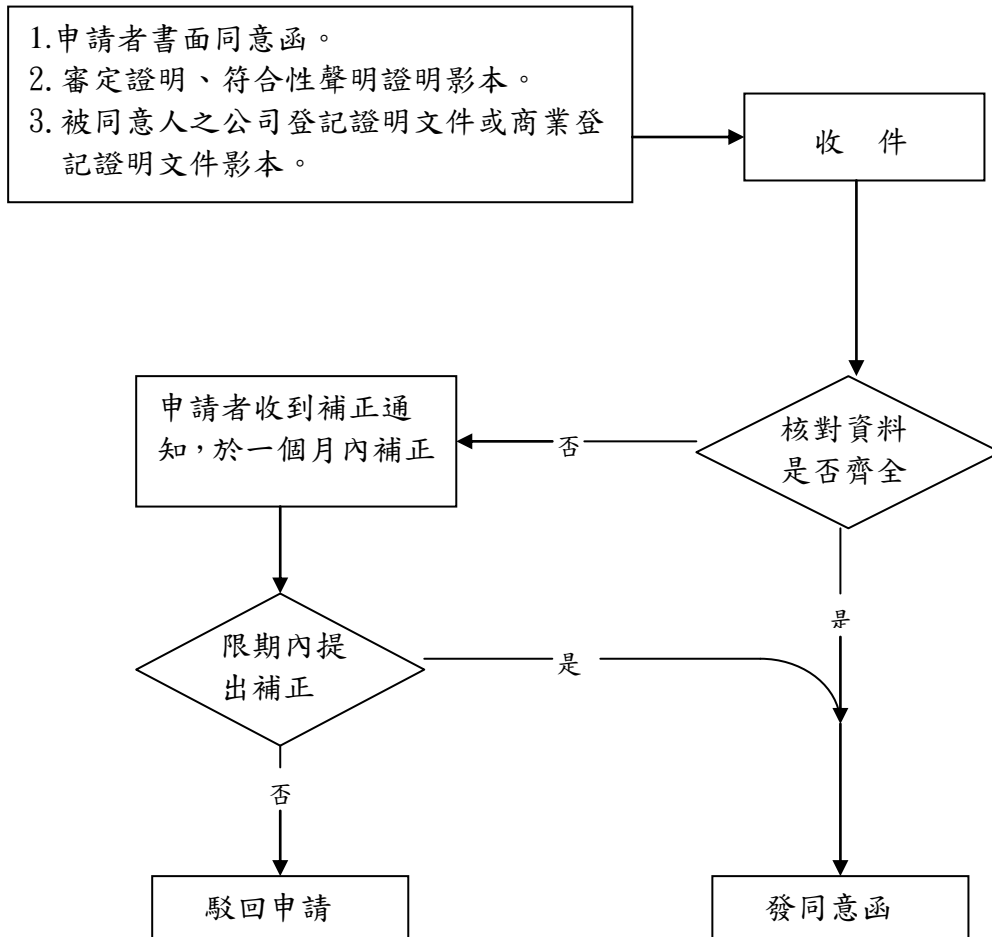 1.申請者書面同意函。
2.審定證明、符合性聲明證明影本。
3.被同意人之公司登記證明文件或商業登
記證明文件影本。
收 件
核對資料
是否齊全
否
申請者收到補正通
知，於一個月內補正
是
限期內提
出補正
是
否
駁回申請
發同意函